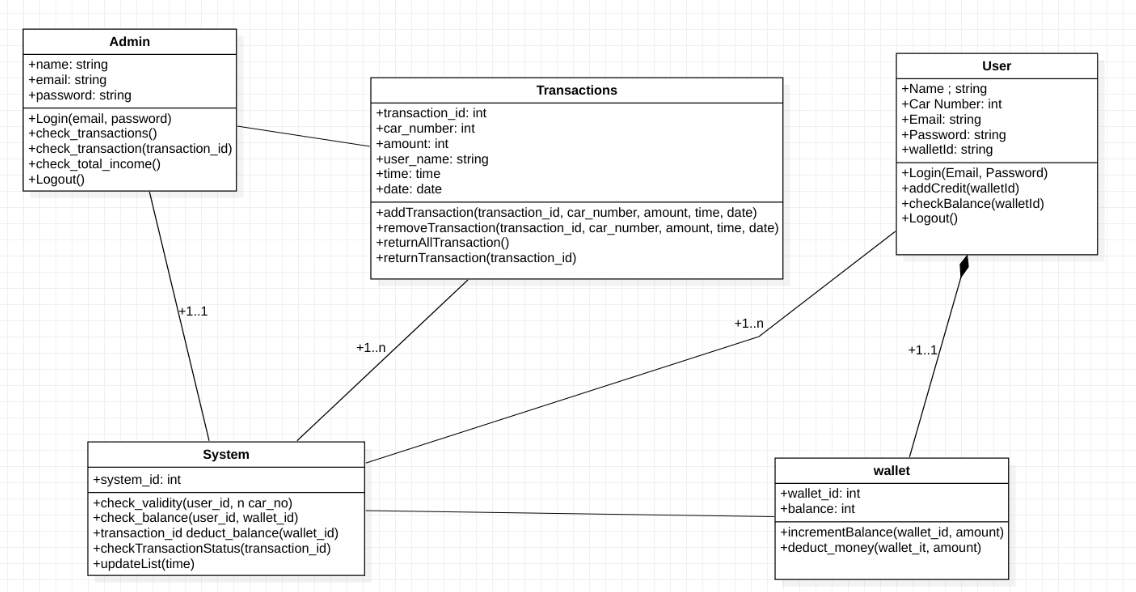 Admin
+name: string
+email: string
+password: string
+Login(email, password)
+check_transactions()
+check_transaction(transaction_id)
+check_total_income()
+Logout()
Transactions
+transaction_id: int
+car_number: int
+amount: int
+user_name: string
+time: time
+date: date
+addTransaction(transaction_id, car_number, amount, time, date)
+removeTransaction(transaction_id, car_number, amount, time, date)
+returnAllTransaction()
+returnTransaction(transaction_id)
User
+Name ; string
+Car Number: int
+Email: string
+Password: string
+walletId: string
+Login(Email, Password)
+addCredit(walletId)
+checkBalance(walletId)
+Logout()
+1..1
+1..n
+1..n
+1..1
System
+system_id: int
+check_validity(user_id, n car_no)
+check_balance(user_id, wallet_id)
+transaction_id deduct_balance(wallet_id)
+checkTransactionStatus(transaction_id)
+updateList(time)
wallet
+wallet_id: int
+balance: int
+incrementBalance(wallet_id, amount)
+deduct_money(wallet_it, amount)